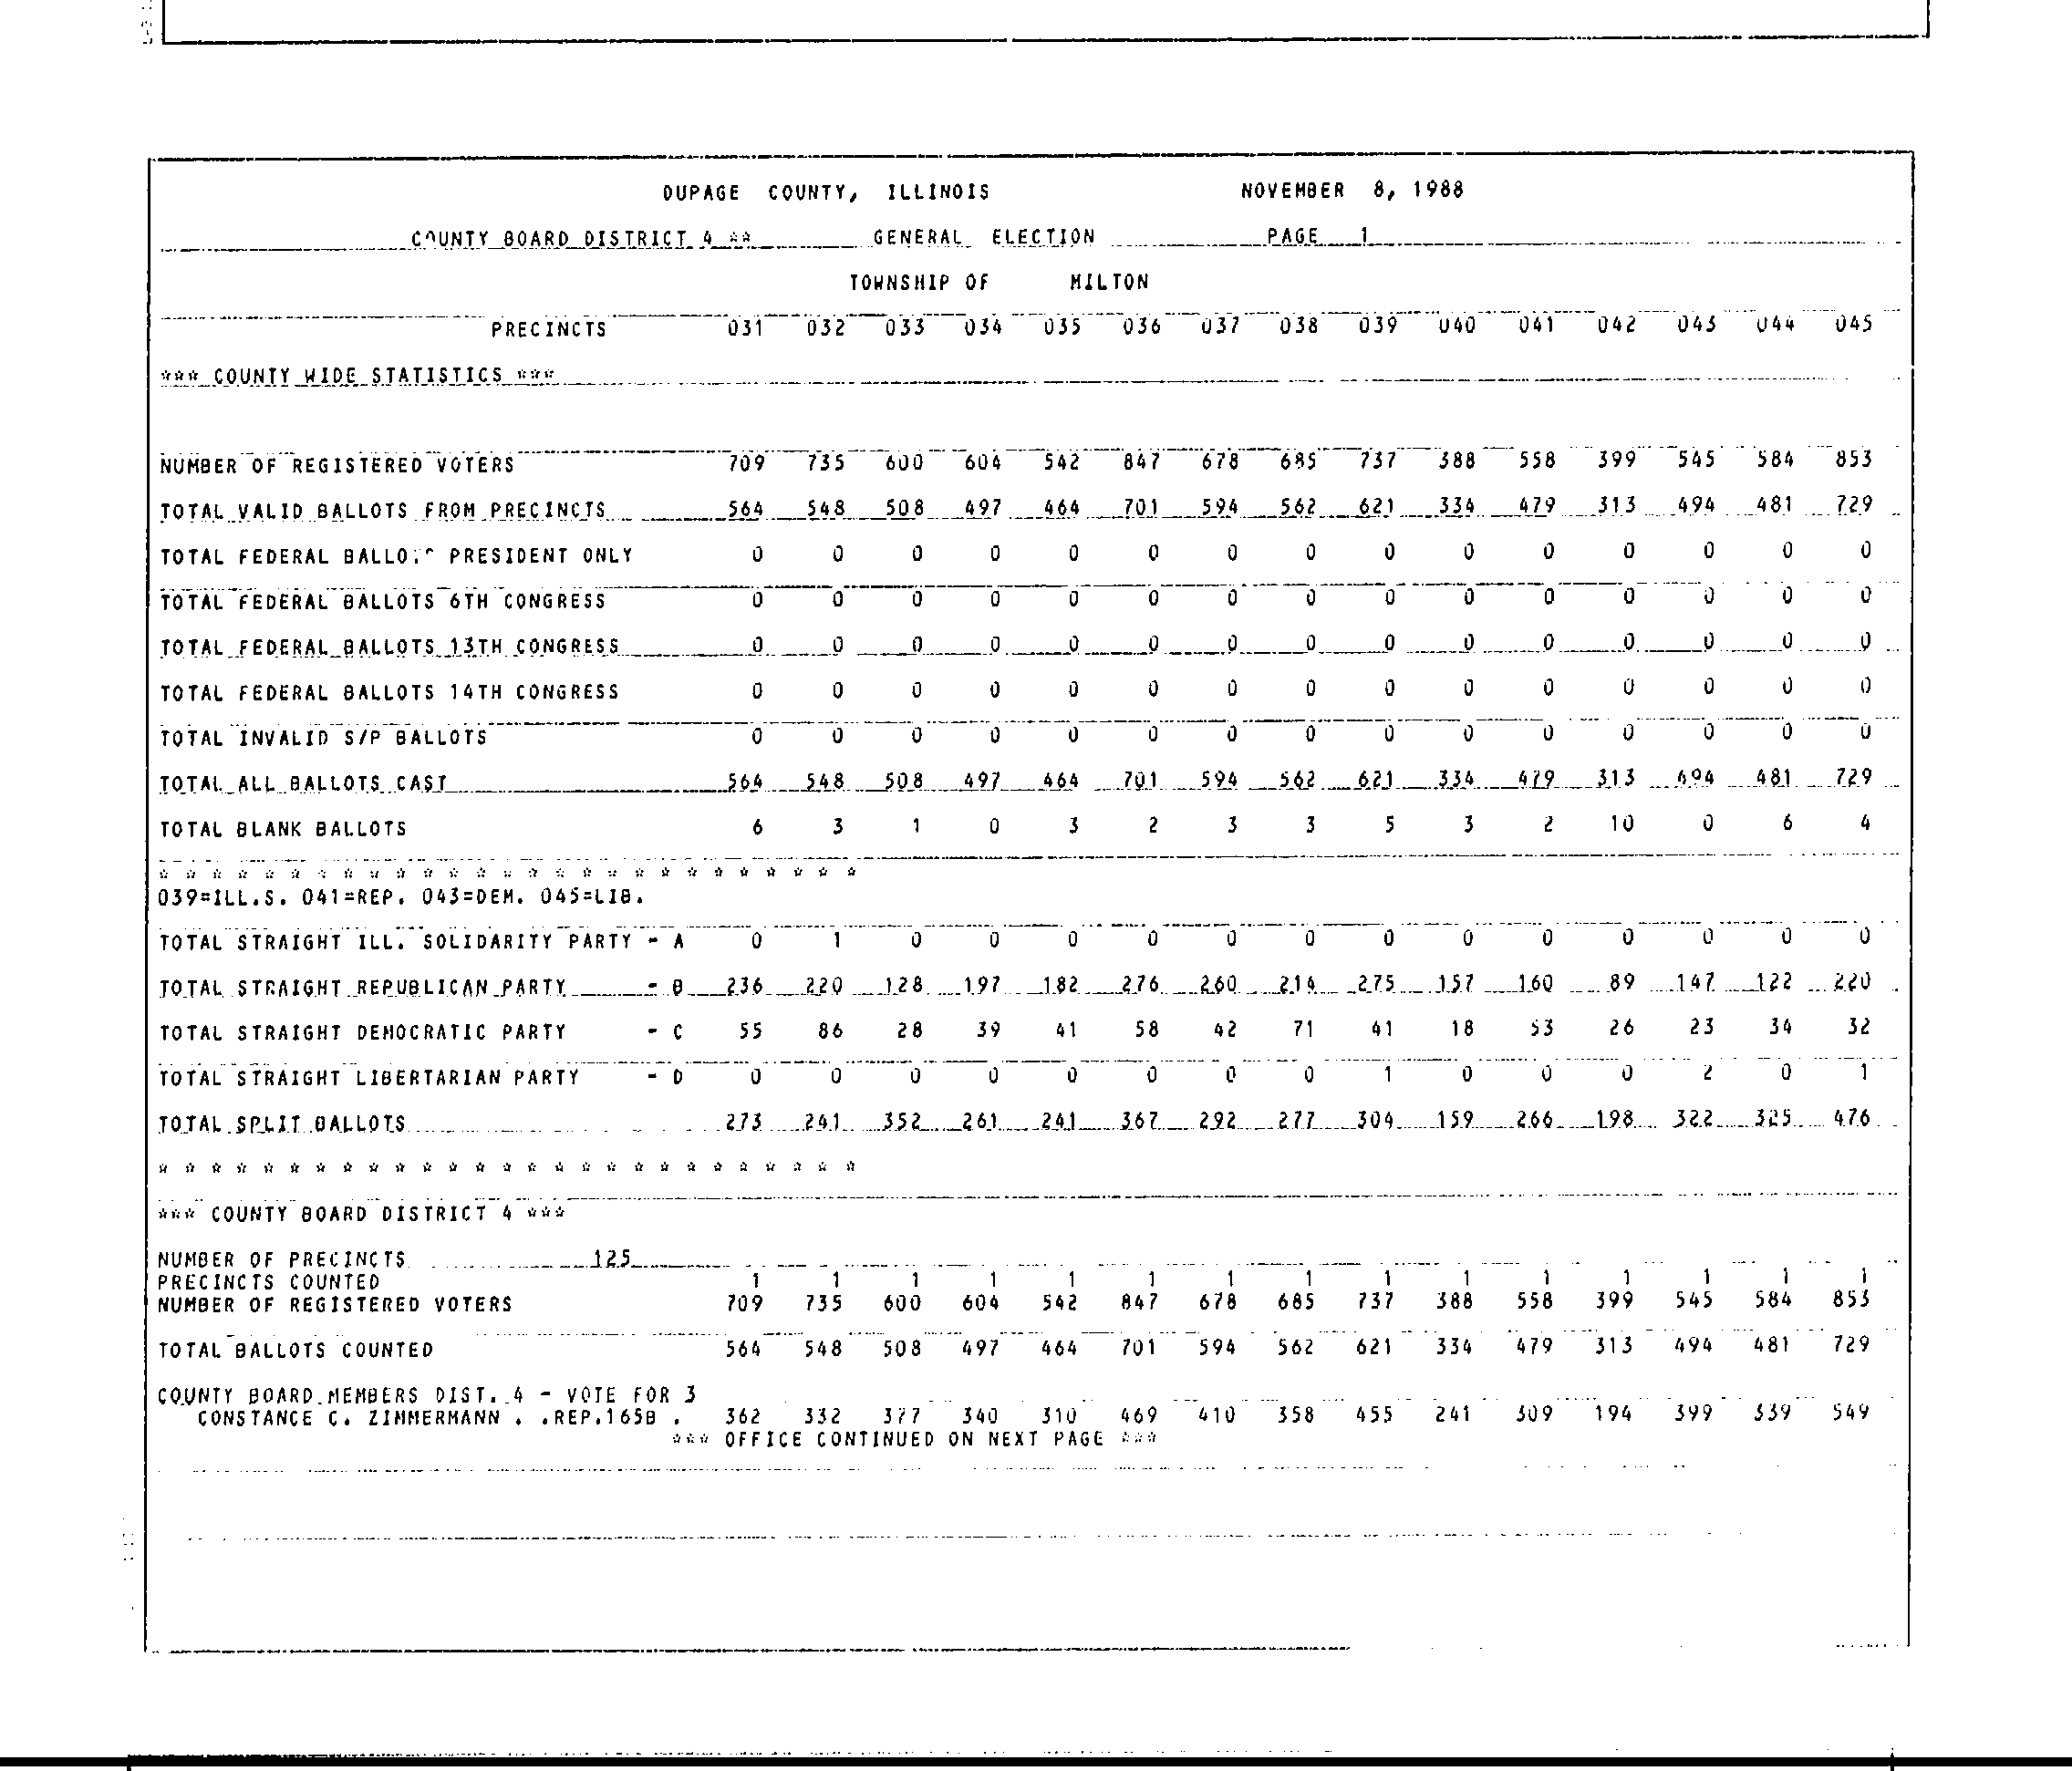 DUPAGE COUNTY, ILLINOIS NOVEMBER 8, 1988
COUNTY BOARD DISTRICT 4 ** GENERAL ELECTION PAGE 1
TOWNSHIP OF MILTON
PRECINCTS 031 032 033 034 035 036 037 038 039 040 041 042 043 044 045
*** COUNTY WIDE STATISTICS ***
NUMBER OF REGISTERED VOTERS 709 735 600 604 542 847 678 685 737 388 558 399 545 584 853
TOTAL VALID BALLOTS FROM PRECINCTS 564 548 508 497 464 701 594 562 621 334 479 313 494 481 729
TOTAL FEDERAL PRESIDENT ONLY 0 0 0 0 0 0 0 0 0 0 0 0 0 0 0
TOTAL FEDERAL BALLOTS 6TH CONGRESS 0 0 0 0 0 0 0 0 0 0 0 0 0 0 0
TOTAL FEDERAL BALLOTS 13TH CONGRESS 0 0 0 0 0 0 0 0 0 0 0 0 0 0 0
TOTAL FEDERAL BALLOTS 14TH CONGRESS 0 0 0 0 0 0 0 0 0 0 0 0 0 0 0
TOTAL INVALID S/P BALLOTS 0 0 0 0 0 0 0 0 0 0 0 0 0 0 0
TOTAL ALL BALLOTS CAST 564 548 508 497 464 701 594 562 621 334 479 313 494 481 729
TOTAL BLANK BALLOTS 6 3 1 0 3 2 3 3 5 3 2 10 0 6 4
* * * * * * * * * * * * * * * * * * * * * * * * * * *
039=ILL.S. 041=REP. 043=DEM. 045=LIB.
TOTAL STRAIGHT ILL. SOLIDARITY PARTY - A 0 1 0 0 0 0 0 0 0 0 0 0 0 0 0
TOTAL STRAIGHT REPUBLICAN PARTY - B 236 220 128 197 182 276 260 214 275 157 160 89 147 122 220
TOTAL STRAIGHT DEMOCRATIC PARTY - C 55 86 28 39 41 58 42 71 41 18 53 26 23 34 32
TOTAL STRAIGHT LIBERTARIAN PARTY - D 0 0 0 0 0 0 0 0 1 0 0 0 2 0 1
TOTAL SPLIT BALLOTS 273 241 352 261 241 367 292 277 304 159 266 198 322 325 476
* * * * * * * * * * * * * * * * * * * * * * * * * * *
*** COUNTY BOARD DISTRICT 4 ***
NUMBER OF PRECINCTS 125
PRECINCTS COUNTED 1 1 1 1 1 1 1 1 1 1 1 1 1 1 1
NUMBER OF REGISTERED VOTERS 709 735 600 604 542 847 678 685 737 388 558 399 545 584 853
TOTAL BALLOTS COUNTED 564 548 508 497 464 701 594 562 621 334 479 313 494 481 729
COUNTY BOARD MEMBERS DIST. 4 - VOTE FOR 3
CONSTANCE C. ZIMMERMANN . .REP.165B . 362 332 377 340 310 469 410 358 455 241 309 194 399 339 549
*** OFFICE CONTINUED ON NEXT PAGE ***